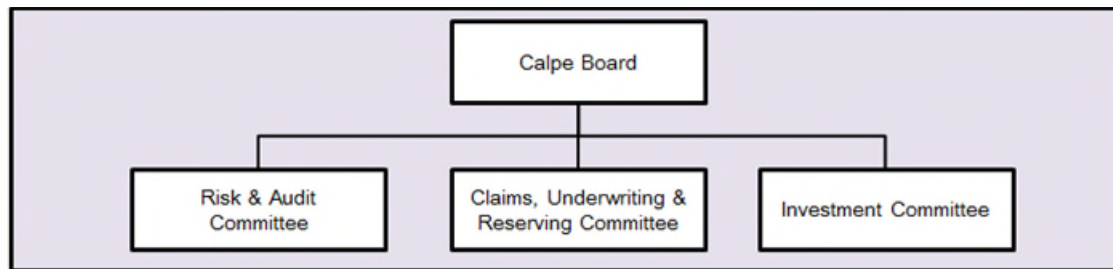 Calpe Board
Risk & Audit
Committee
Claims, Underwriting &
Reserving Committee
Investment Committee